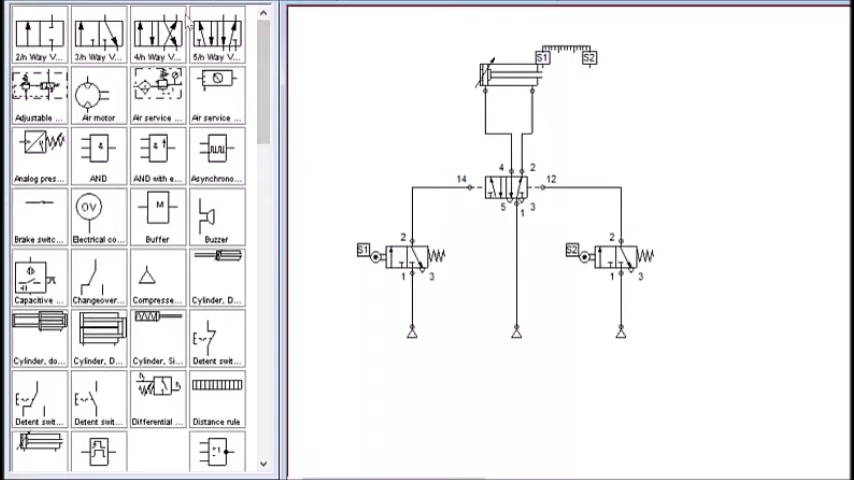 2/n Way V... 3/n Way V... 4/n Way V... 5/n Way V...
Adjustable ... Air motor Air service ... Air service ...
Analog pres... AND AND with e... Asynchrono...
Brake switc... Electrical co... Buffer Buzzer
Capacitive ... Changeover... Compresse... Cylinder, D...
Cylinder, do... Cylinder, D... Cylinder, Si... Detent swit...
Detent swit... Detent swit... Differential ... Distance rule
&
&
OV
M
S1 S2
4 2
14 12
5 1 3
S1 2
1 3
S2 2
1 3